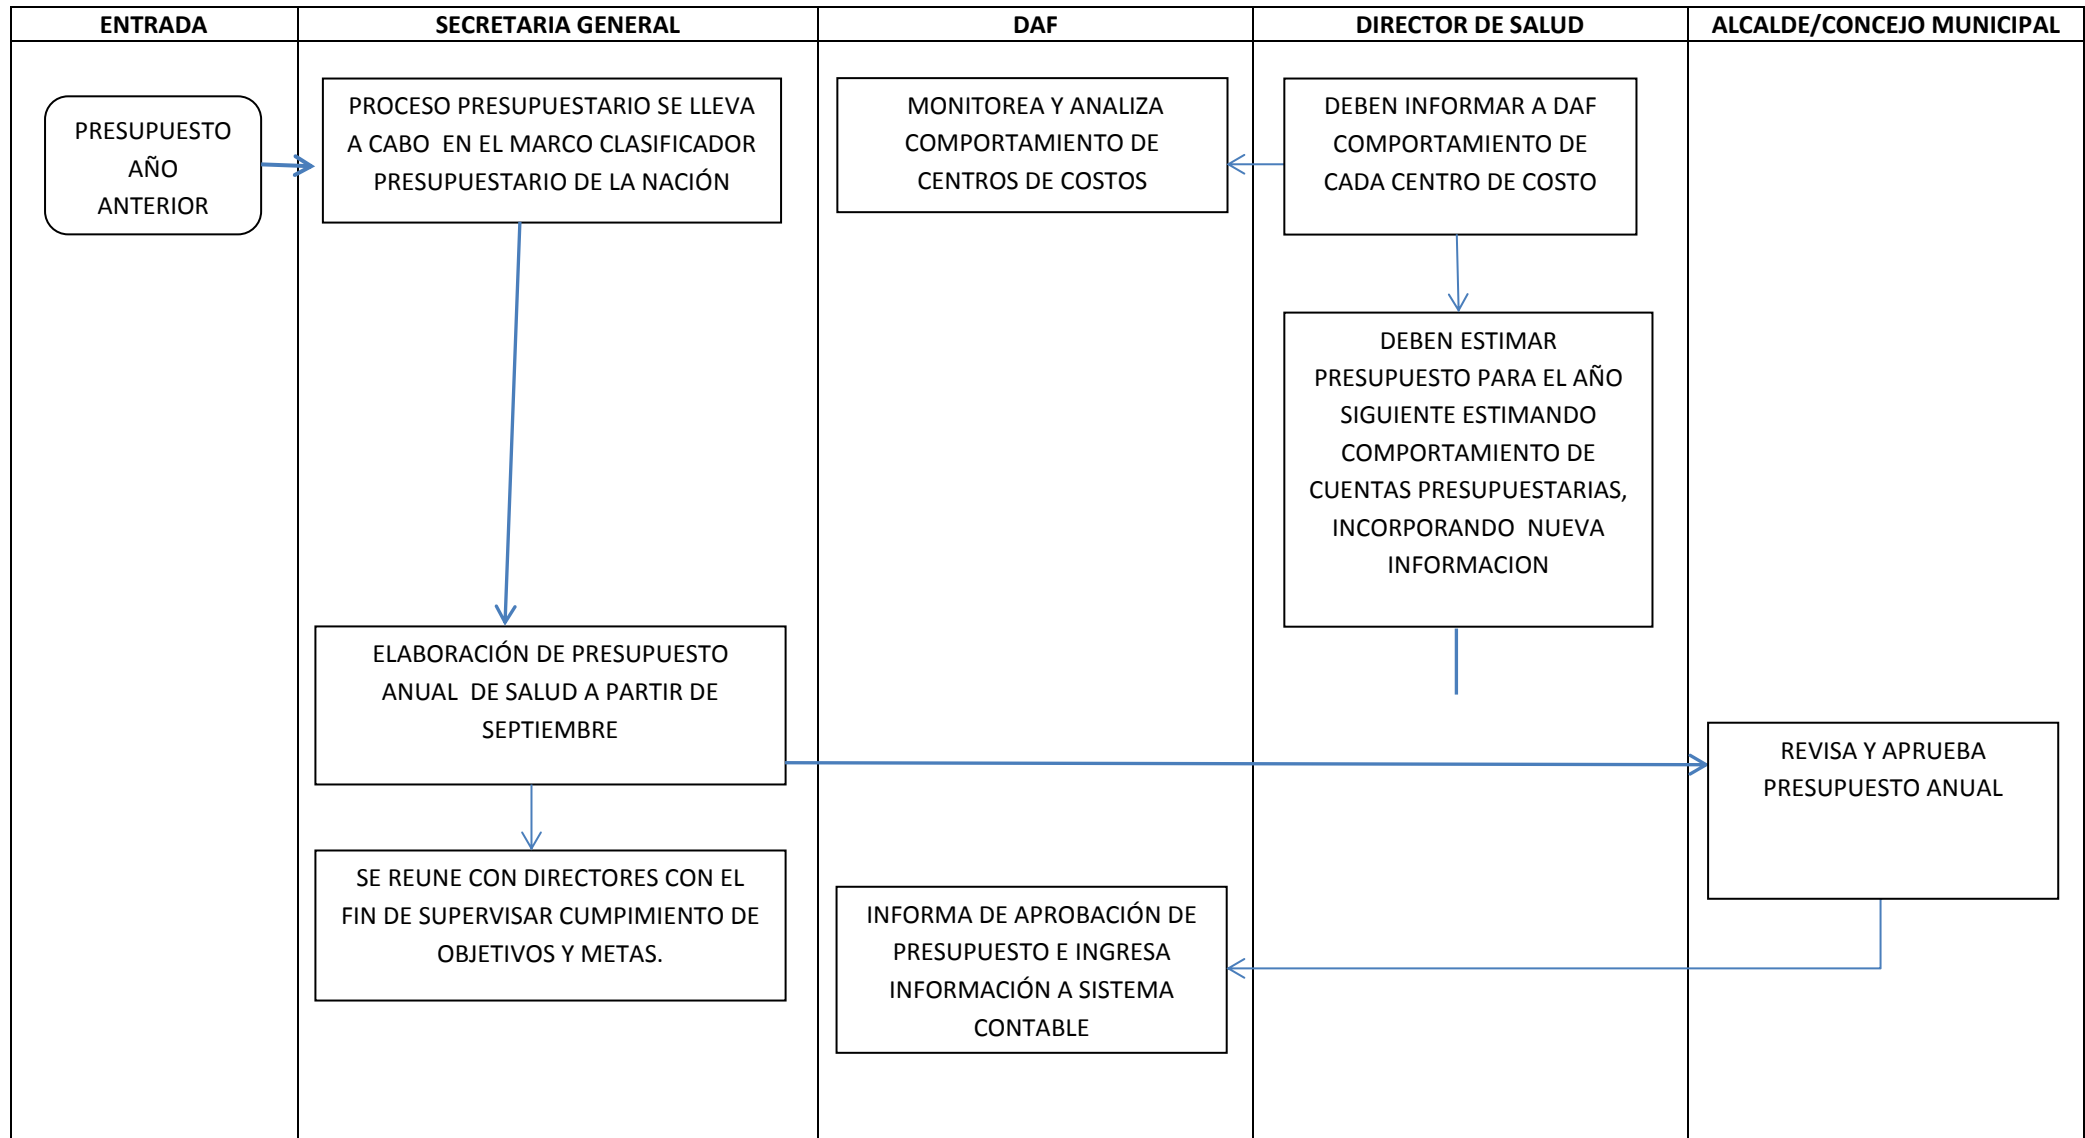 ENTRADA
SECRETARIA GENERAL
DAF
DIRECTOR DE SALUD
ALCALDE/CONCEJO MUNICIPAL
PRESUPUESTO
AÑO
ANTERIOR
PROCESO PRESUPUESTARIO SE LLEVA
A CABO EN EL MARCO CLASIFICADOR
PRESUPUESTARIO DE LA NACIÓN
MONITOREA Y ANALIZA
COMPORTAMIENTO DE
CENTROS DE COSTOS
DEBEN INFORMAR A DAF
COMPORTAMIENTO DE
CADA CENTRO DE COSTO
DEBEN ESTIMAR
PRESUPUESTO PARA EL AÑO
SIGUIENTE ESTIMANDO
COMPORTAMIENTO DE
CUENTAS PRESUPUESTARIAS,
INCORPORANDO NUEVA
INFORMACION
ELABORACIÓN DE PRESUPUESTO
ANUAL DE SALUD A PARTIR DE
SEPTIEMBRE
REVISA Y APRUEBA
PRESUPUESTO ANUAL
SE REUNE CON DIRECTORES CON EL
FIN DE SUPERVISAR CUMPIMIENTO DE
OBJETIVOS Y METAS.
INFORMA DE APROBACIÓN DE
PRESUPUESTO E INGRESA
INFORMACIÓN A SISTEMA
CONTABLE